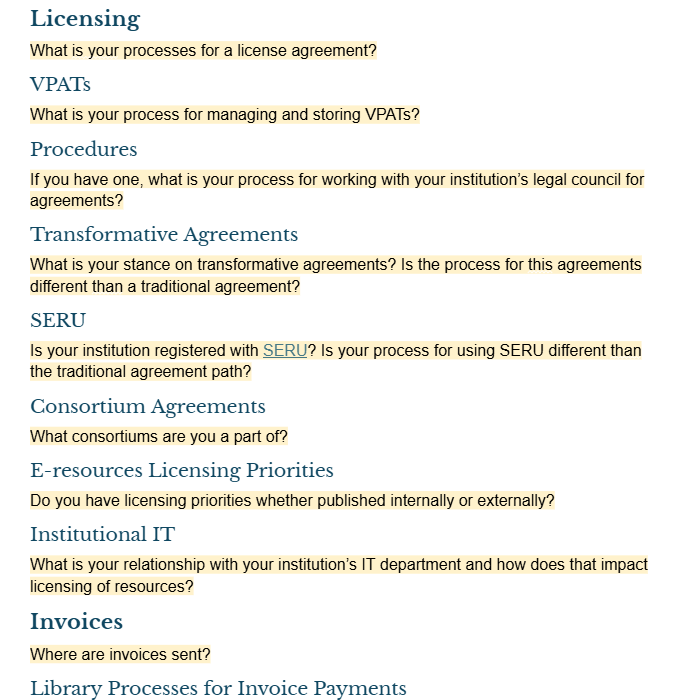 Licensing
What is your processes for a license agreement?
VPATs
What is your process for managing and storing VPATs?
Procedures
If you have one, what is your process for working with your institution’s legal council for
agreements?
Transformative Agreements
What is your stance on transformative agreements? Is the process for this agreements
different than a traditional agreement?
SERU
Is your institution registered with SERU? Is your process for using SERU different than
the traditional agreement path?
Consortium Agreements
What consortiums are you a part of?
E-resources Licensing Priorities
Do you have licensing priorities whether published internally or externally?
Institutional IT
What is your relationship with your institution’s IT department and how does that impact
licensing of resources?
Invoices
Where are invoices sent?
Library Processes for Invoice Payments